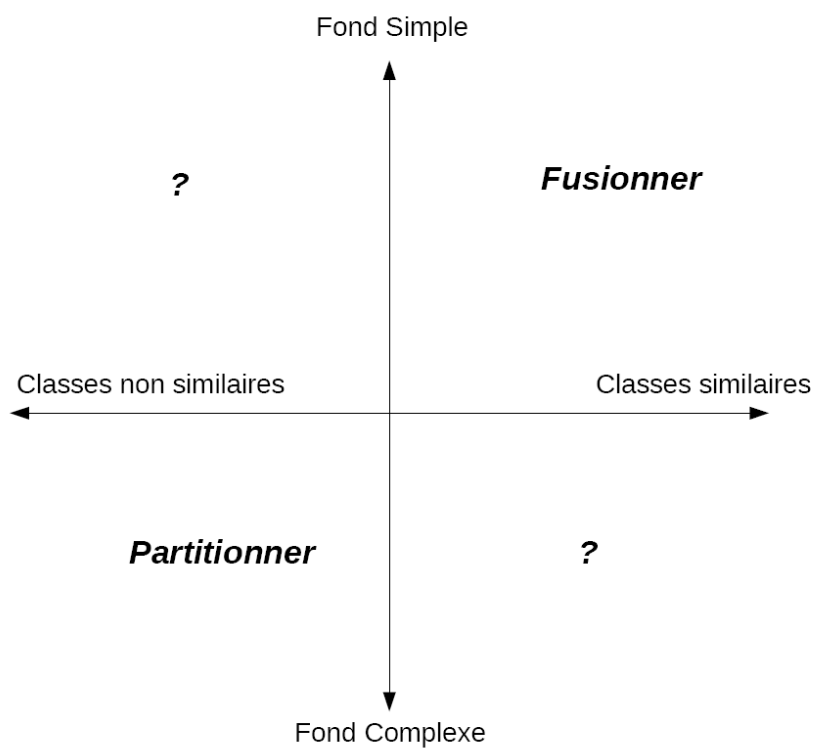 Fond Simple
?
Fusionner
Classes non similaires
Classes similaires
Partitionner
?
Fond Complexe